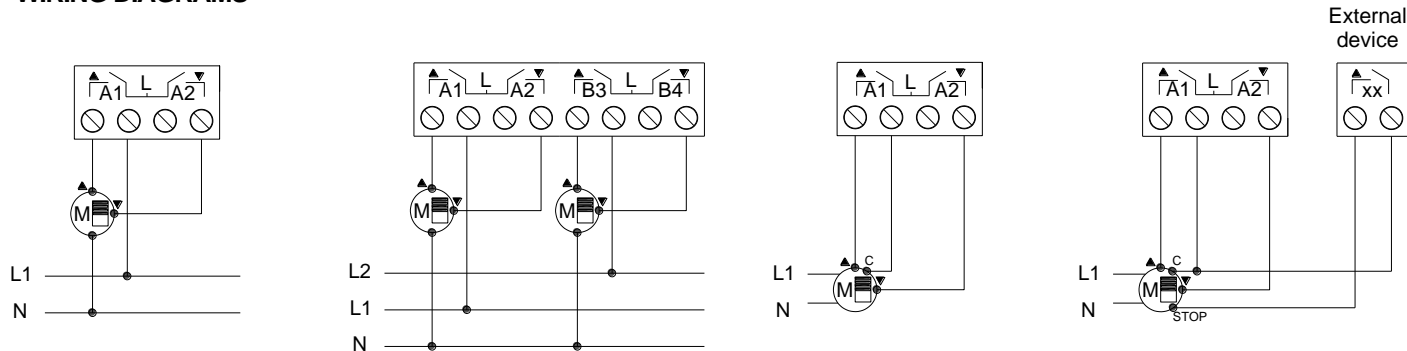 WIRING DIAGRAMS
External
device
A1 L A2
A1 L A2 B3 L B4
A1 L A2
A1 L A2
xx
M
M
M
C
M
C
M
STOP
L1
N
L2
L1
N
L1
N
L1
N